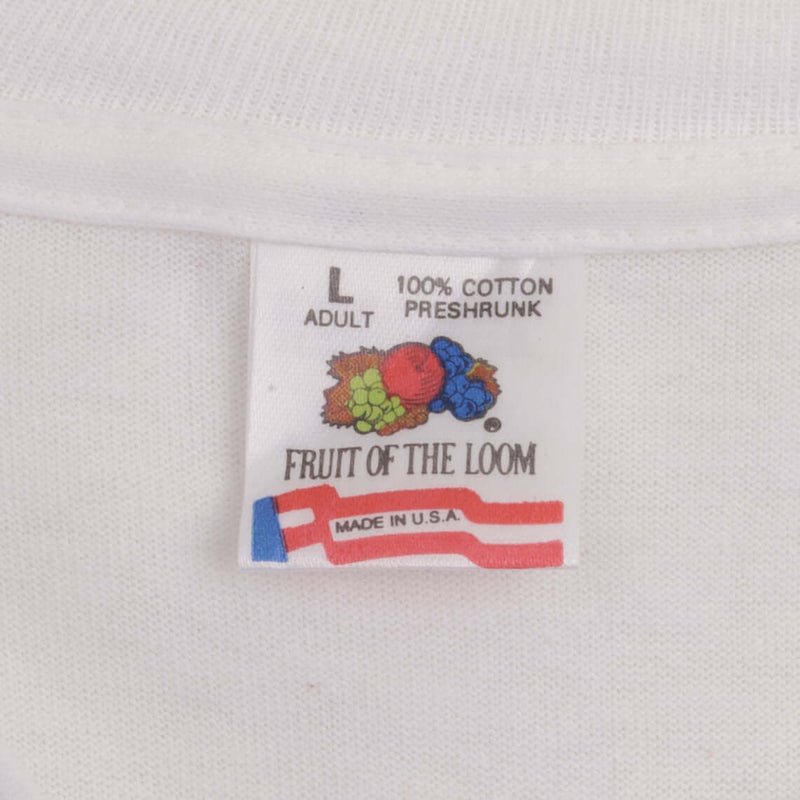 L 100% COTTON
ADULT PRESHRUNK
FRUIT OF THE LOOM
MADE IN U.S.A.